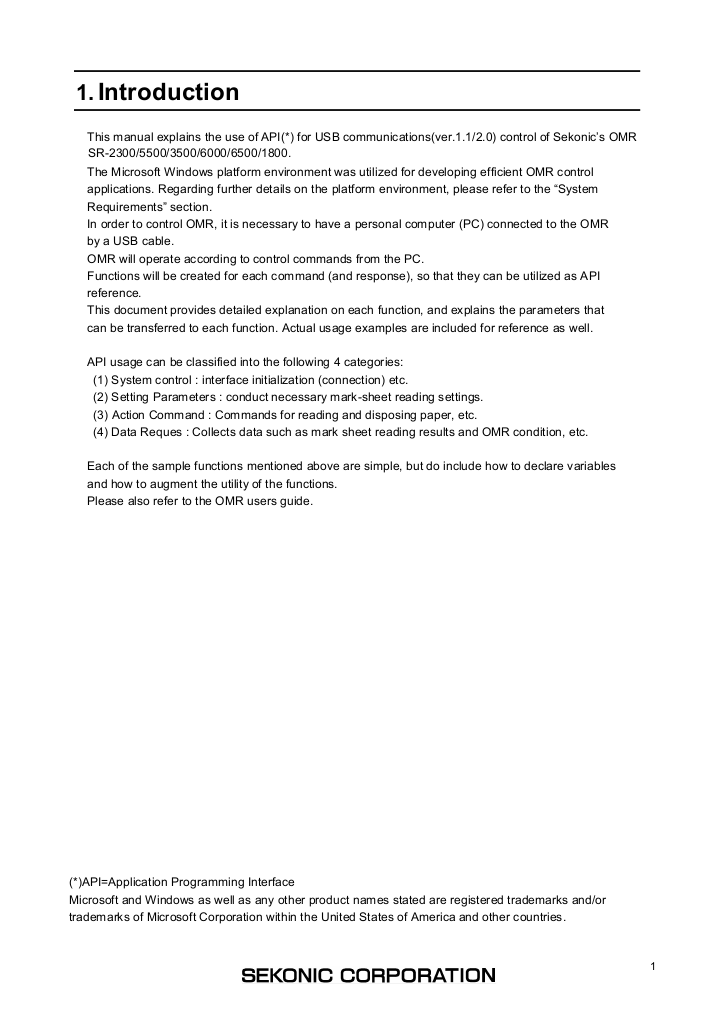 1. Introduction
This manual explains the use of API(*) for USB communications(ver.1.1/2.0) control of Sekonic's OMR
SR-2300/5500/3500/6000/6500/1800.
The Microsoft Windows platform environment was utilized for developing efficient OMR control
applications. Regarding further details on the platform environment, please refer to the “System
Requirements” section.
In order to control OMR, it is necessary to have a personal computer (PC) connected to the OMR
by a USB cable.
OMR will operate according to control commands from the PC.
Functions will be created for each command (and response), so that they can be utilized as API
reference.
This document provides detailed explanation on each function, and explains the parameters that
can be transferred to each function. Actual usage examples are included for reference as well.
API usage can be classified into the following 4 categories:
(1) System control : interface initialization (connection) etc.
(2) Setting Parameters : conduct necessary mark-sheet reading settings.
(3) Action Command : Commands for reading and disposing paper, etc.
(4) Data Reques : Collects data such as mark sheet reading results and OMR condition, etc.
Each of the sample functions mentioned above are simple, but do include how to declare variables
and how to augment the utility of the functions.
Please also refer to the OMR users guide.
(*)API=Application Programming Interface
Microsoft and Windows as well as any other product names stated are registered trademarks and/or
trademarks of Microsoft Corporation within the United States of America and other countries.
1
SEKONIC CORPORATION